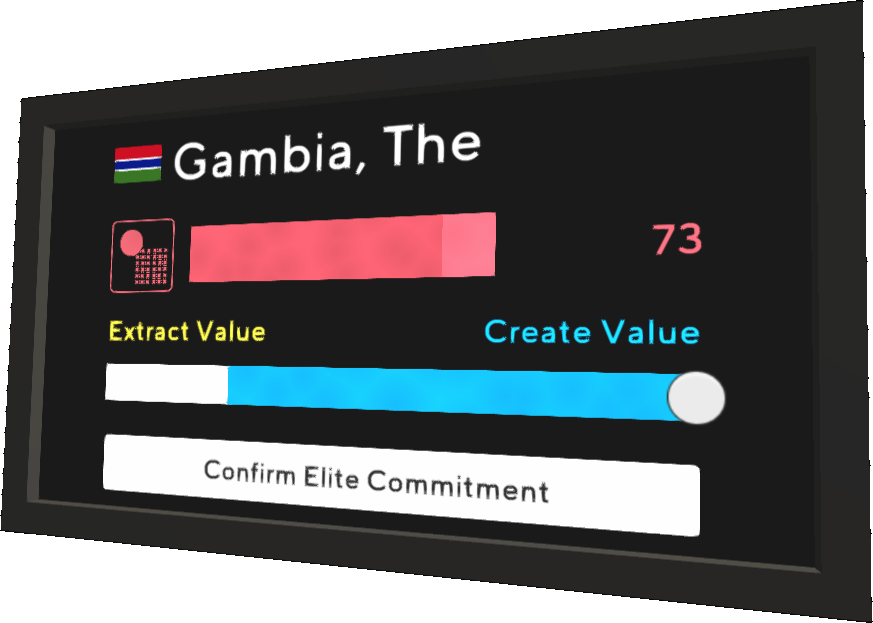 Gambia, The
73
Extract Value
Create Value
Confirm Elite Commitment